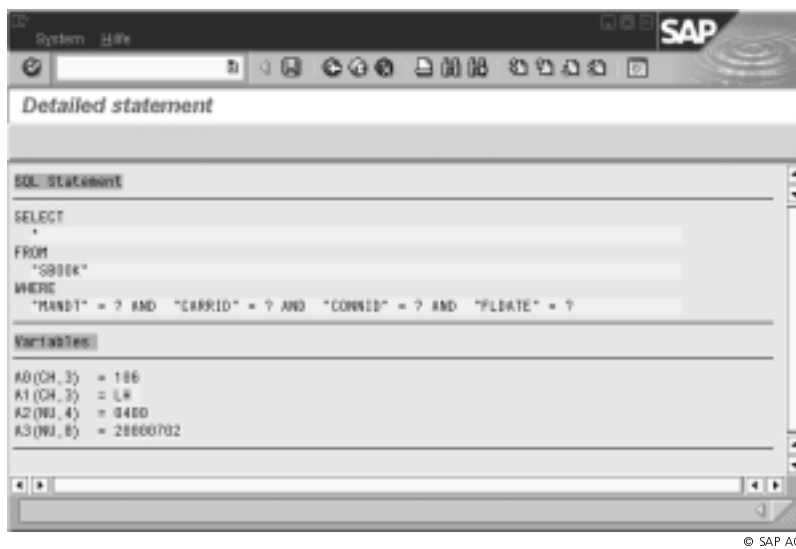 System Hilfe
SAP
Detailed statement
SQL Statement
SELECT
*
FROM
"SBOOK"
WHERE
"MANDT" = ? AND "CARRID" = ? AND "CONNID" = ? AND "FLDATE" = ?
Variables
A0(CH,3) = 106
A1(CH,3) = LH
A2(NU,4) = 0400
A3(NU,8) = 20000702
© SAP AG